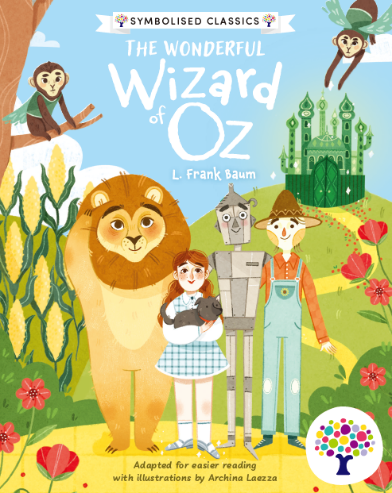 SYMBOLISED CLASSICS
THE WONDERFUL
Wizard
of
Oz
L. Frank Baum
Adapted for easier reading
with illustrations by Archina Laezza